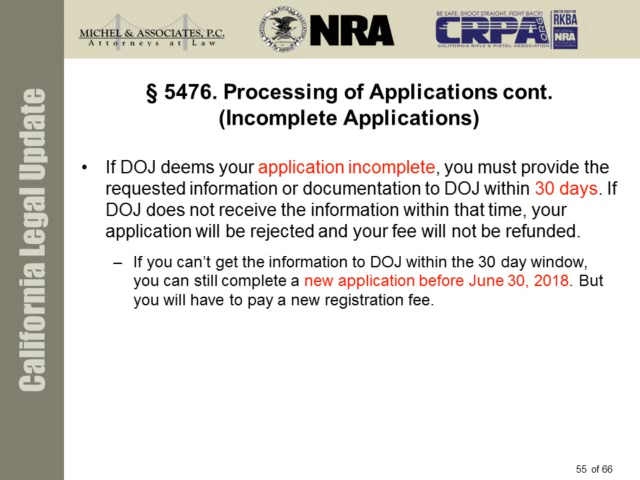 MICHEL & ASSOCIATES, P.C.
Attorneys at Law
NRA
BE SAFE, SHOOT STRAIGHT, FIGHT BACK!
CRPA.ORG
CALIFORNIA RIFLE & PISTOL ASSOCIATION
RKBA
NRA
California Legal Update
§ 5476. Processing of Applications cont.
(Incomplete Applications)
• If DOJ deems your application incomplete, you must provide the
requested information or documentation to DOJ within 30 days. If
DOJ does not receive the information within that time, your
application will be rejected and your fee will not be refunded.
– If you can’t get the information to DOJ within the 30 day window,
you can still complete a new application before June 30, 2018. But
you will have to pay a new registration fee.
55 of 66